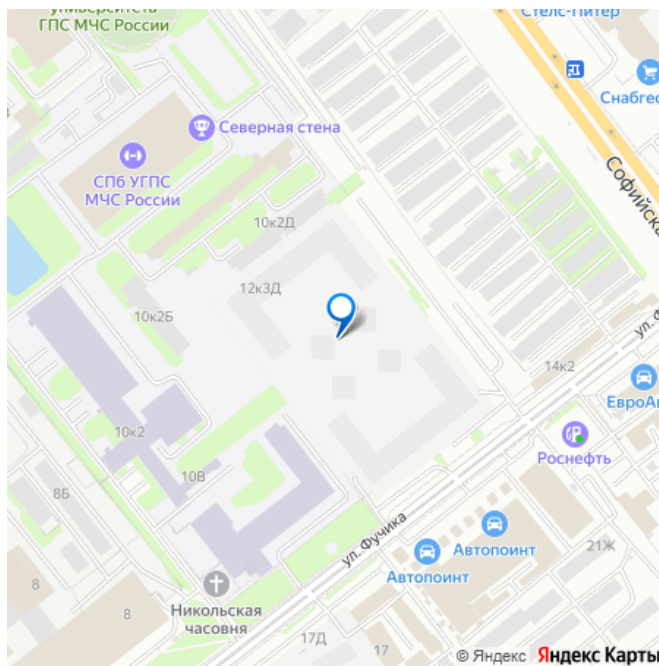 университета
ГПС МЧС России
Стелс-Питер
Северная стена
СПб УГПС
МЧС России
10к2Д
12к3Д
10к2Б
10к2
10В
8Б
8
8
Никольская
часовня
ул. Фучика
Автопоинт
Автопоинт
17Д
17
21Ж
Роснефть
14к2
ул. Ф
ЕвроАв
Софийска
Снабгео
© Яндекс Яндекс Карты